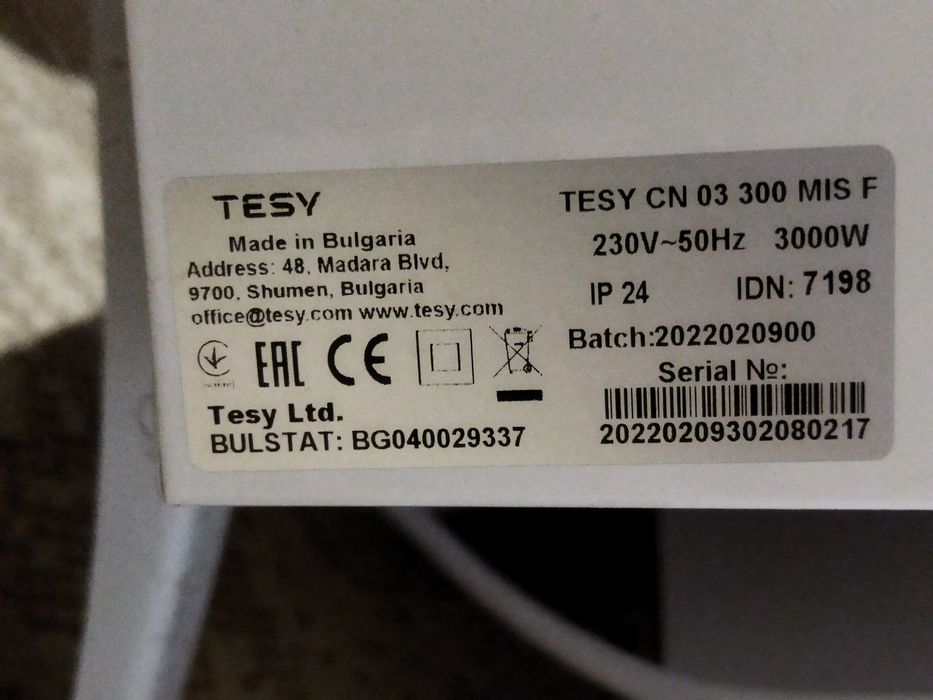 TESY
Made in Bulgaria
Address: 48, Madara Blvd,
9700, Shumen, Bulgaria
office@tesy.com www.tesy.com
EAC CE
Tesy Ltd.
BULSTAT: BG040029337
TESY CN 03 300 MIS F
230V~50Hz 3000W
IP 24 IDN: 7198
Batch:2022020900
Serial №:
20220209302080217